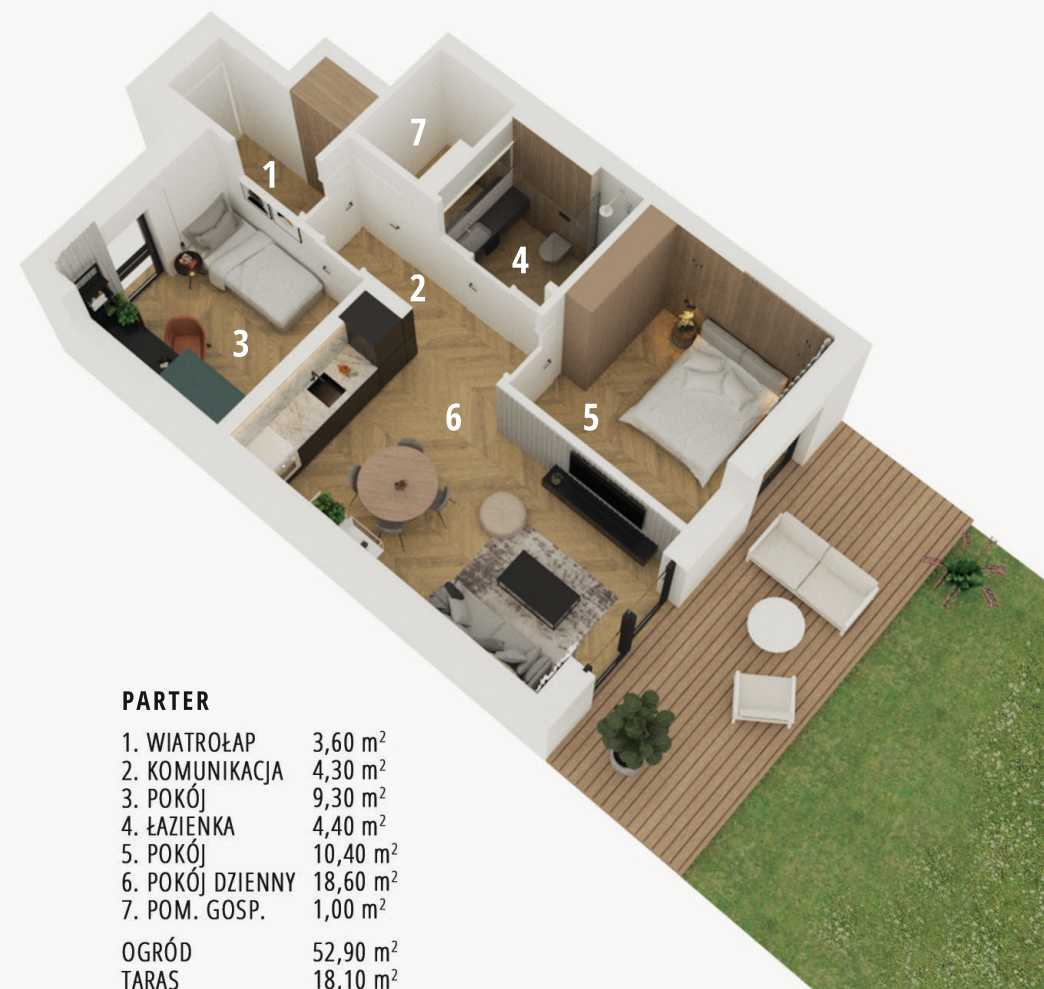 7
1
4
2
3
6
5
PARTER
1. WIATROŁAP 3,60 m²
2. KOMUNIKACJA 4,30 m²
3. POKÓJ 9,30 m²
4. ŁAZIENKA 4,40 m²
5. POKÓJ 10,40 m²
6. POKÓJ DZIENNY 18,60 m²
7. POM. GOSP. 1,00 m²
OGRÓD 52,90 m²
TARAS 18,10 m²